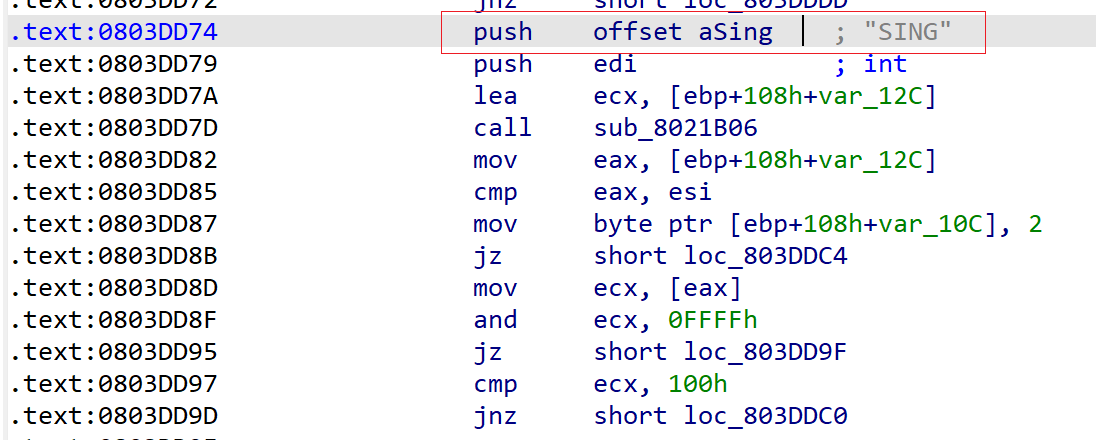 .text:0803DD72 jnz short loc_803DDDD
.text:0803DD74 push offset aSing ; "SING"
.text:0803DD79 push edi ; int
.text:0803DD7A lea ecx, [ebp+108h+var_12C]
.text:0803DD7D call sub_8021B06
.text:0803DD82 mov eax, [ebp+108h+var_12C]
.text:0803DD85 cmp eax, esi
.text:0803DD87 mov byte ptr [ebp+108h+var_10C], 2
.text:0803DD8B jz short loc_803DDC4
.text:0803DD8D mov ecx, [eax]
.text:0803DD8F and ecx, 0FFFFh
.text:0803DD95 jz short loc_803DD9F
.text:0803DD97 cmp ecx, 100h
.text:0803DD9D jnz short loc_803DDC0